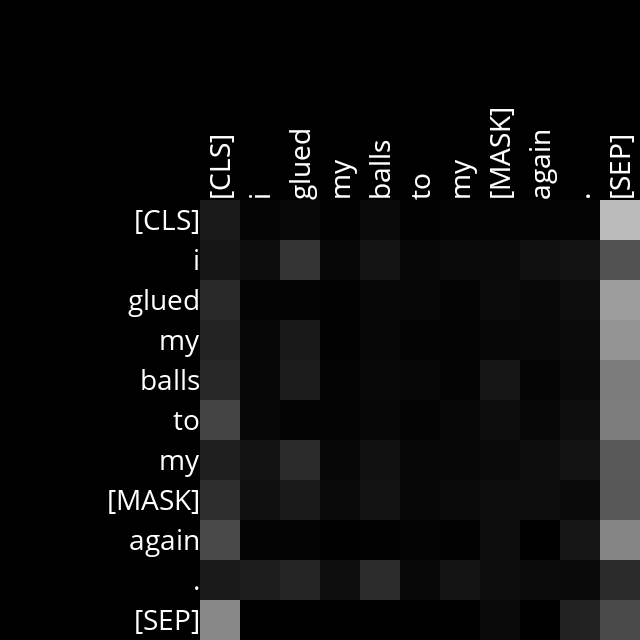 [CLS] i glued my balls to my [MASK] again . [SEP]
[CLS]
i
glued
my
balls
to
my
[MASK]
again
.
[SEP]